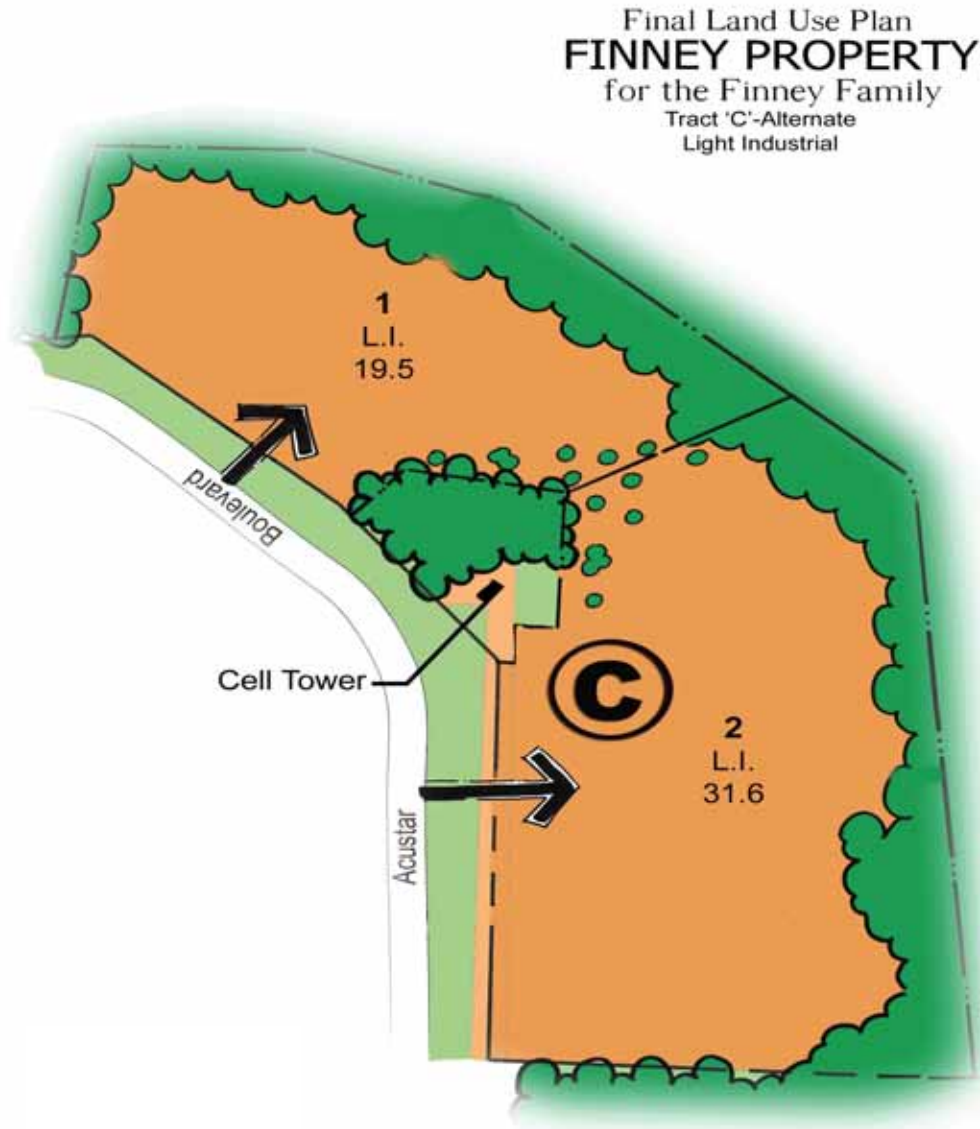 Final Land Use Plan
FINNEY PROPERTY
for the Finney Family
Tract 'C'-Alternate
Light Industrial
1
L.I.
19.5
Boulevard
Cell Tower
C
2
L.I.
31.6
Acustar